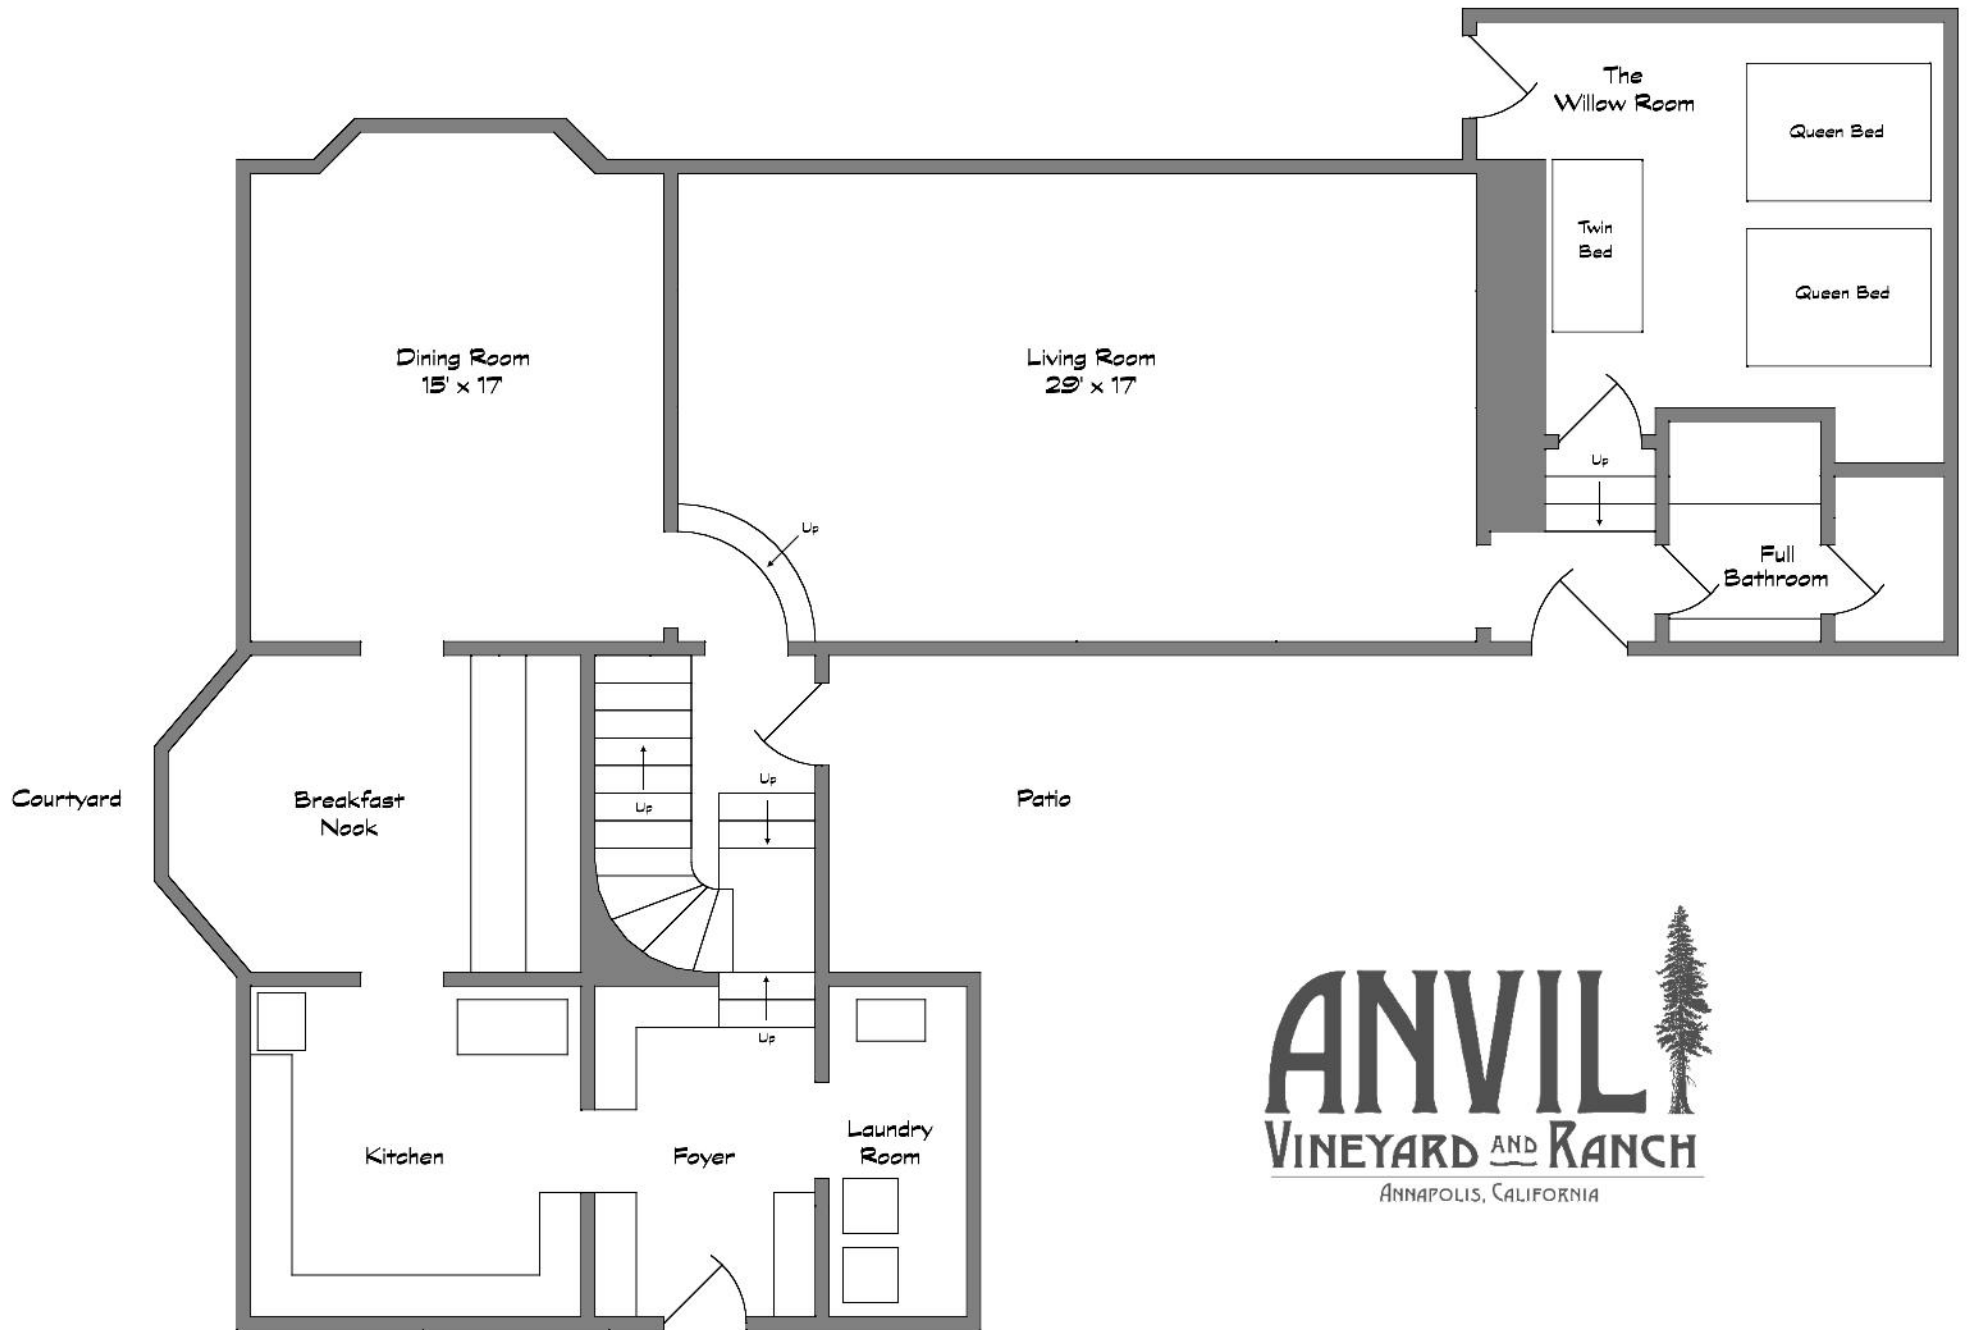 The
Willow Room
Queen Bed
Twin
Bed
Queen Bed
Dining Room
15' x 17'
Living Room
29' x 17'
Up
Up
Full
Bathroom
Courtyard
Breakfast
Nook
Up
Up
Patio
Up
Kitchen
Foyer
Laundry
Room
ANVIL
VINEYARD AND RANCH
ANNAPOLIS, CALIFORNIA